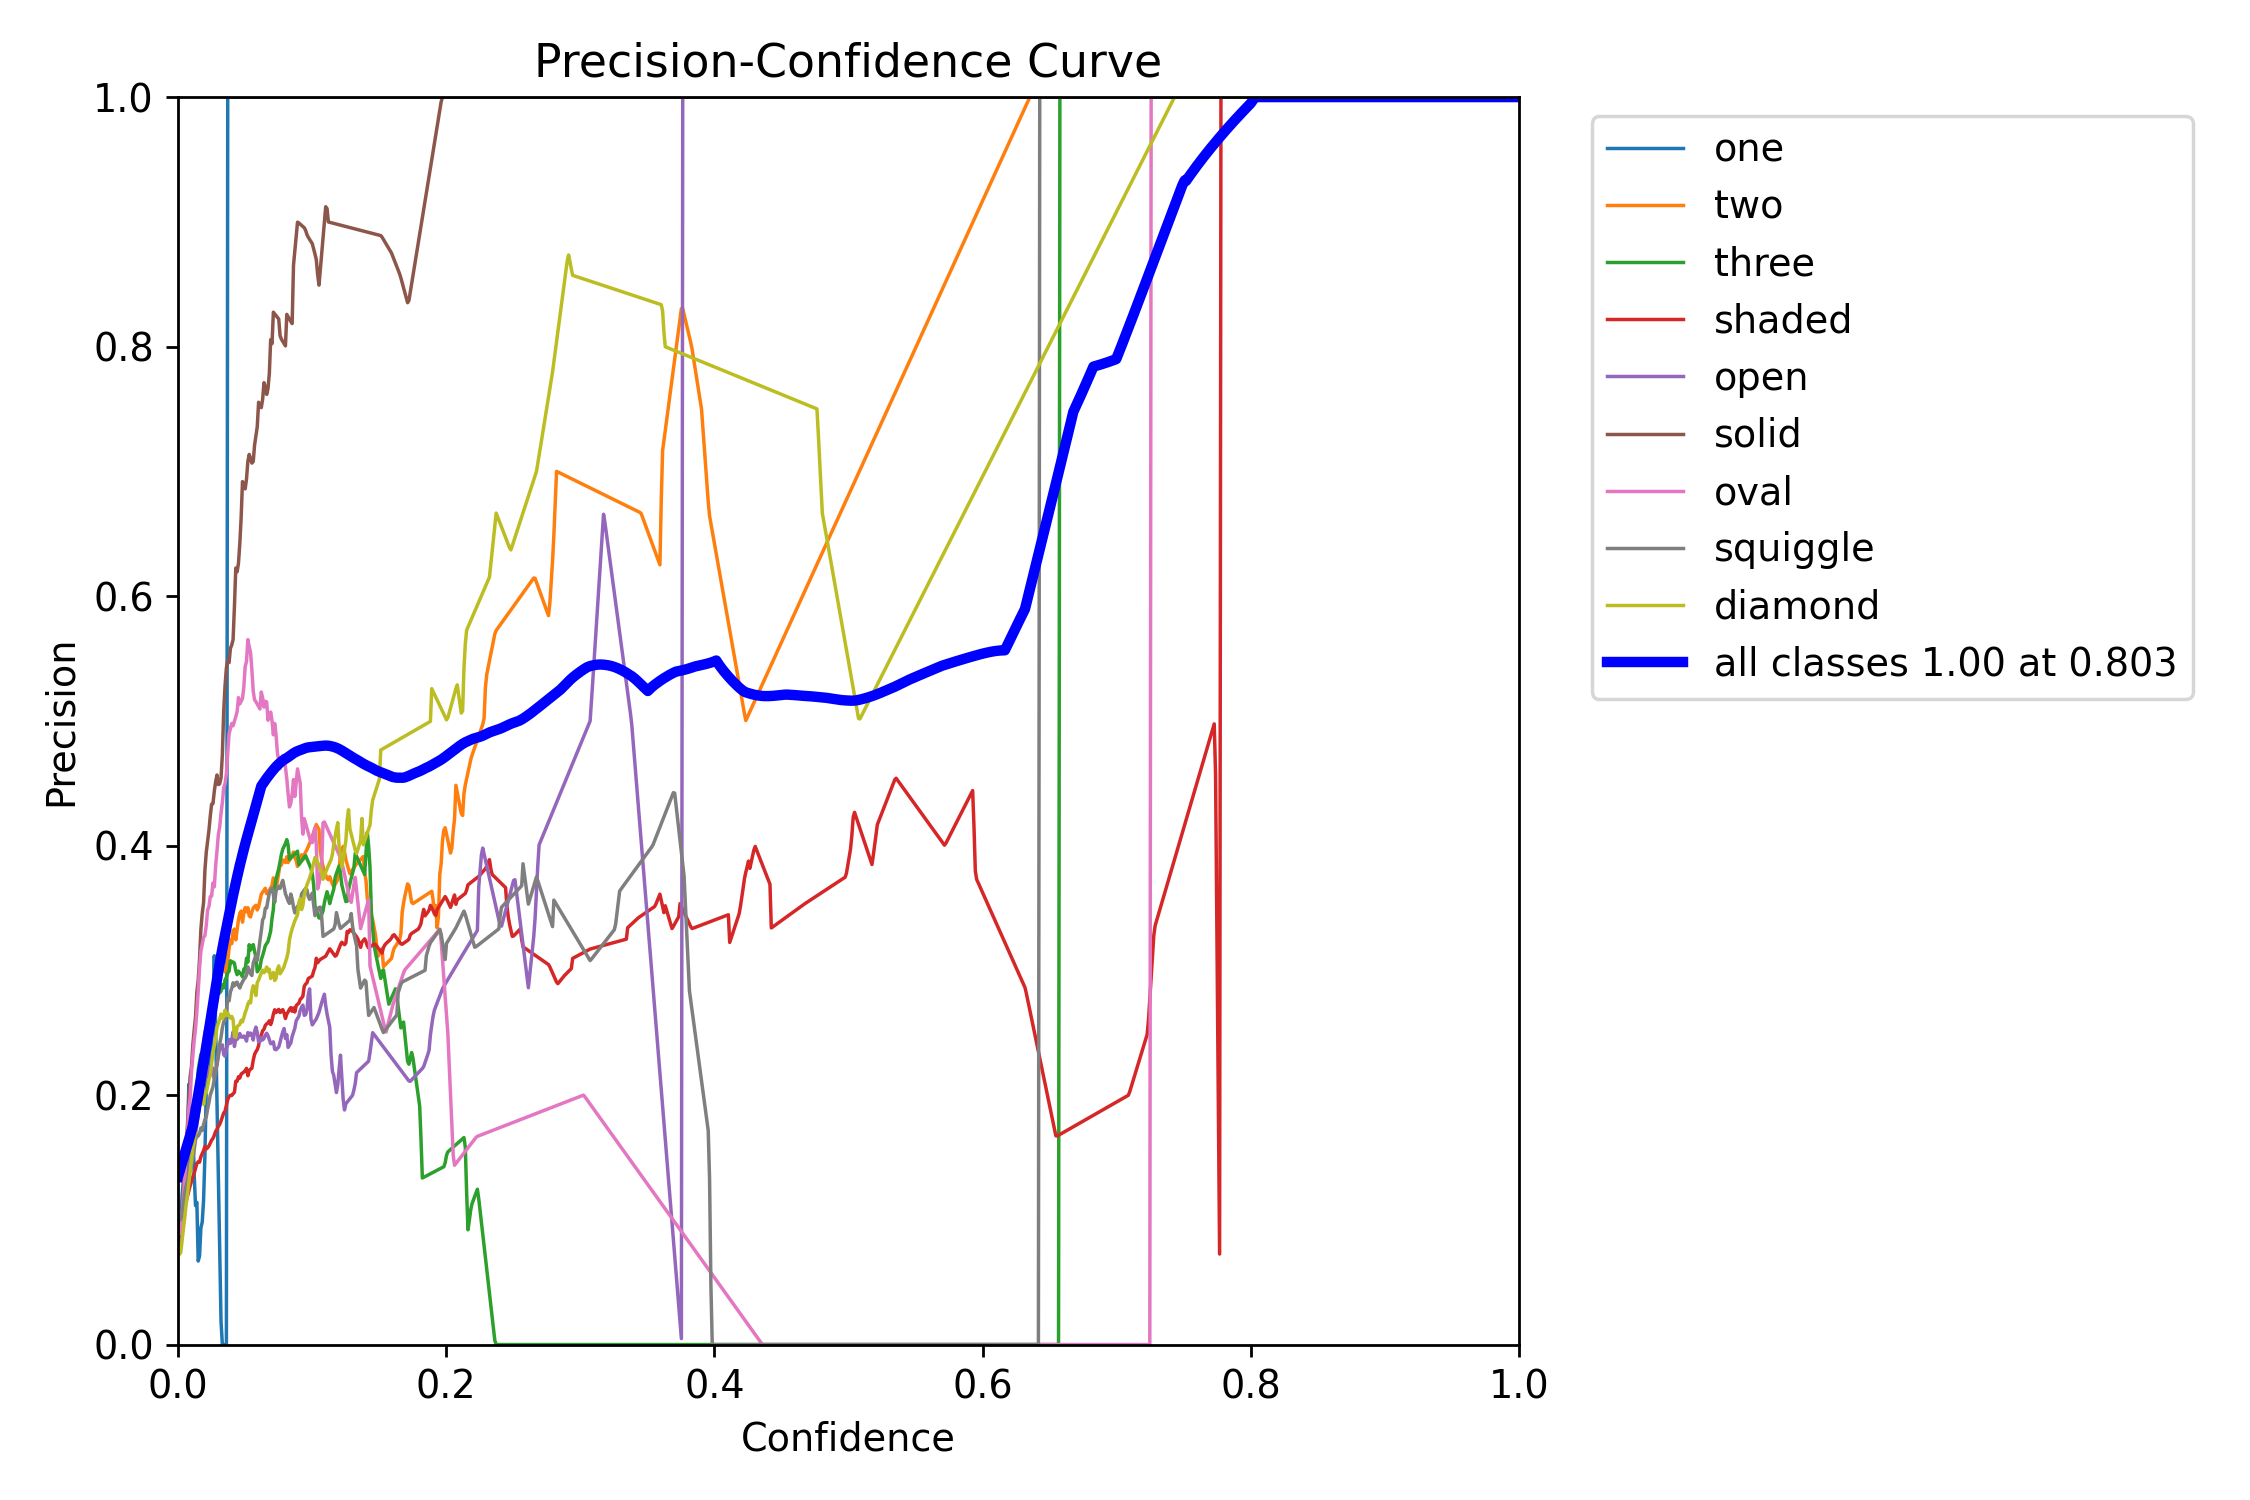 Precision-Confidence Curve
1.0
0.8
0.6
0.4
0.2
0.0
Precision
0.0 0.2 0.4 0.6 0.8 1.0
Confidence
one
two
three
shaded
open
solid
oval
squiggle
diamond
all classes 1.00 at 0.803